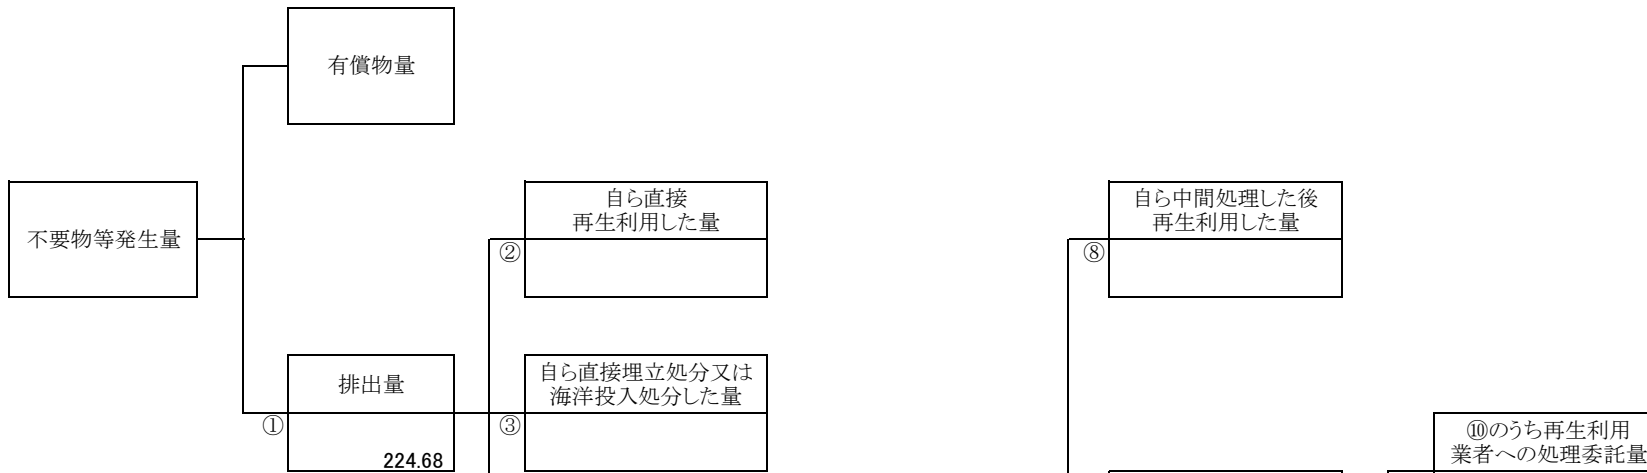 有償物量
不要物等発生量
自ら直接
再生利用した量
②
自ら中間処理した後
再生利用した量
⑧
排出量
①
224.68
自ら直接埋立処分又は
海洋投入処分した量
③
⑩のうち再生利用
業者への処理委託量